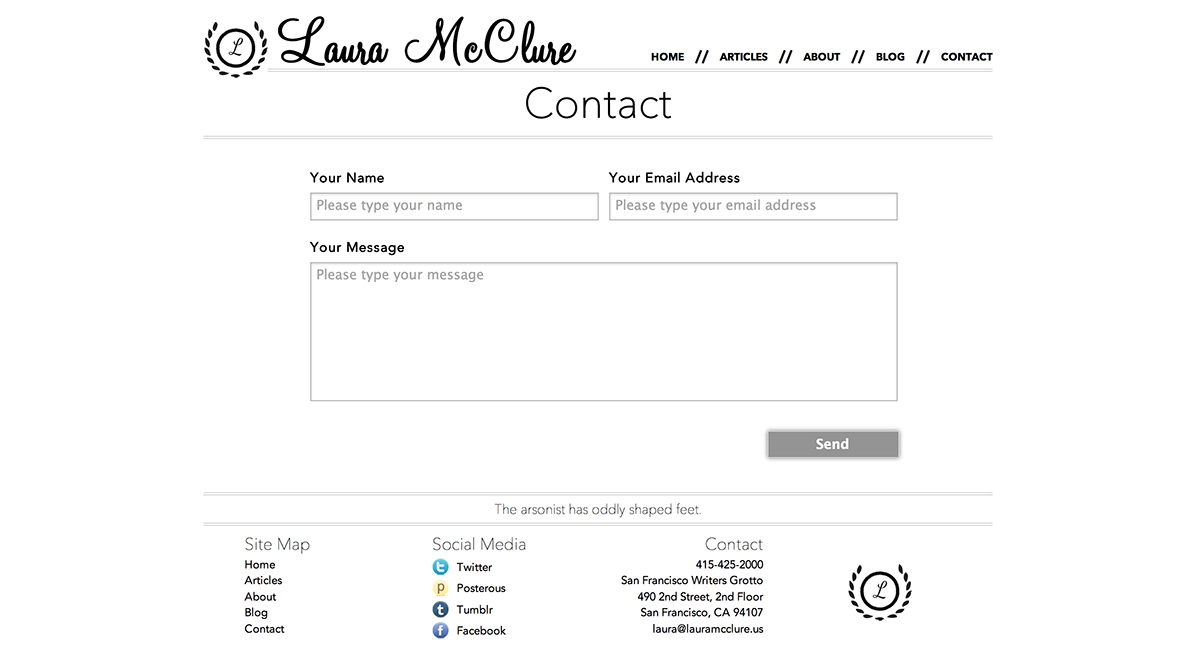 L Laura McClure
HOME // ARTICLES // ABOUT // BLOG // CONTACT
Contact
Your Name
Your Email Address
Please type your name
Please type your email address
Your Message
Please type your message
Send
The arsonist has oddly shaped feet.
Site Map
Home
Articles
About
Blog
Contact
Social Media
Twitter
Posterous
Tumblr
Facebook
Contact
415-425-2000
San Francisco Writers Grotto
490 2nd Street, 2nd Floor
San Francisco, CA 94107
laura@lauramcclure.us
L